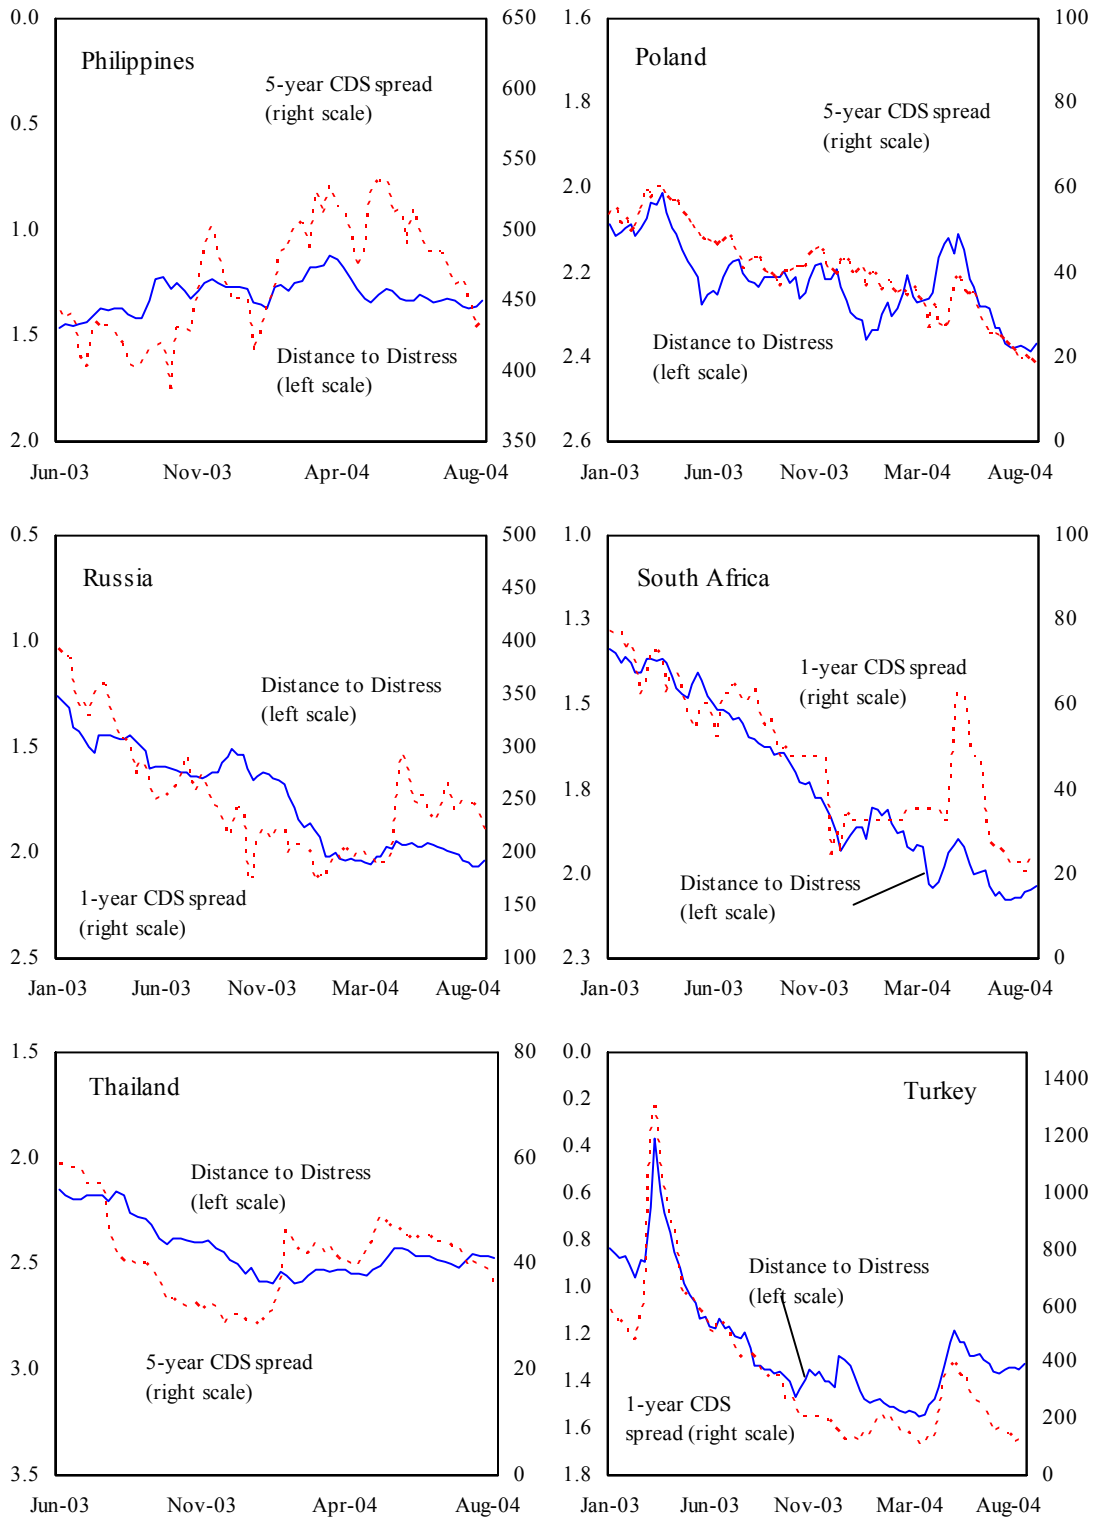 Philippines
5-year CDS spread
(right scale)
Distance to Distress
(left scale)
0.0
0.5
1.0
1.5
2.0
650
600
550
500
450
400
350
Jun-03 Nov-03 Apr-04 Aug-04
Poland
5-year CDS spread
(right scale)
Distance to Distress
(left scale)
1.6
1.8
2.0
2.2
2.4
2.6
100
80
60
40
20
0
Jan-03 Jun-03 Nov-03 Mar-04 Aug-04
Russia
Distance to Distress
(left scale)
1-year CDS spread
(right scale)
0.5
1.0
1.5
2.0
2.5
500
450
400
350
300
250
200
150
100
Jan-03 Jun-03 Nov-03 Mar-04 Aug-04
South Africa
1-year CDS spread
(right scale)
Distance to Distress
(left scale)
1.0
1.3
1.5
1.8
2.0
2.3
100
80
60
40
20
0
Jan-03 Jun-03 Nov-03 Mar-04 Aug-04
Thailand
Distance to Distress
(left scale)
5-year CDS spread
(right scale)
1.5
2.0
2.5
3.0
3.5
80
60
40
20
0
Jun-03 Nov-03 Apr-04 Aug-04
Turkey
Distance to Distress
(left scale)
1-year CDS
spread (right scale)
0.0
0.2
0.4
0.6
0.8
1.0
1.2
1.4
1.6
1.8
1400
1200
1000
800
600
400
200
0
Jan-03 Jun-03 Nov-03 Mar-04 Aug-04